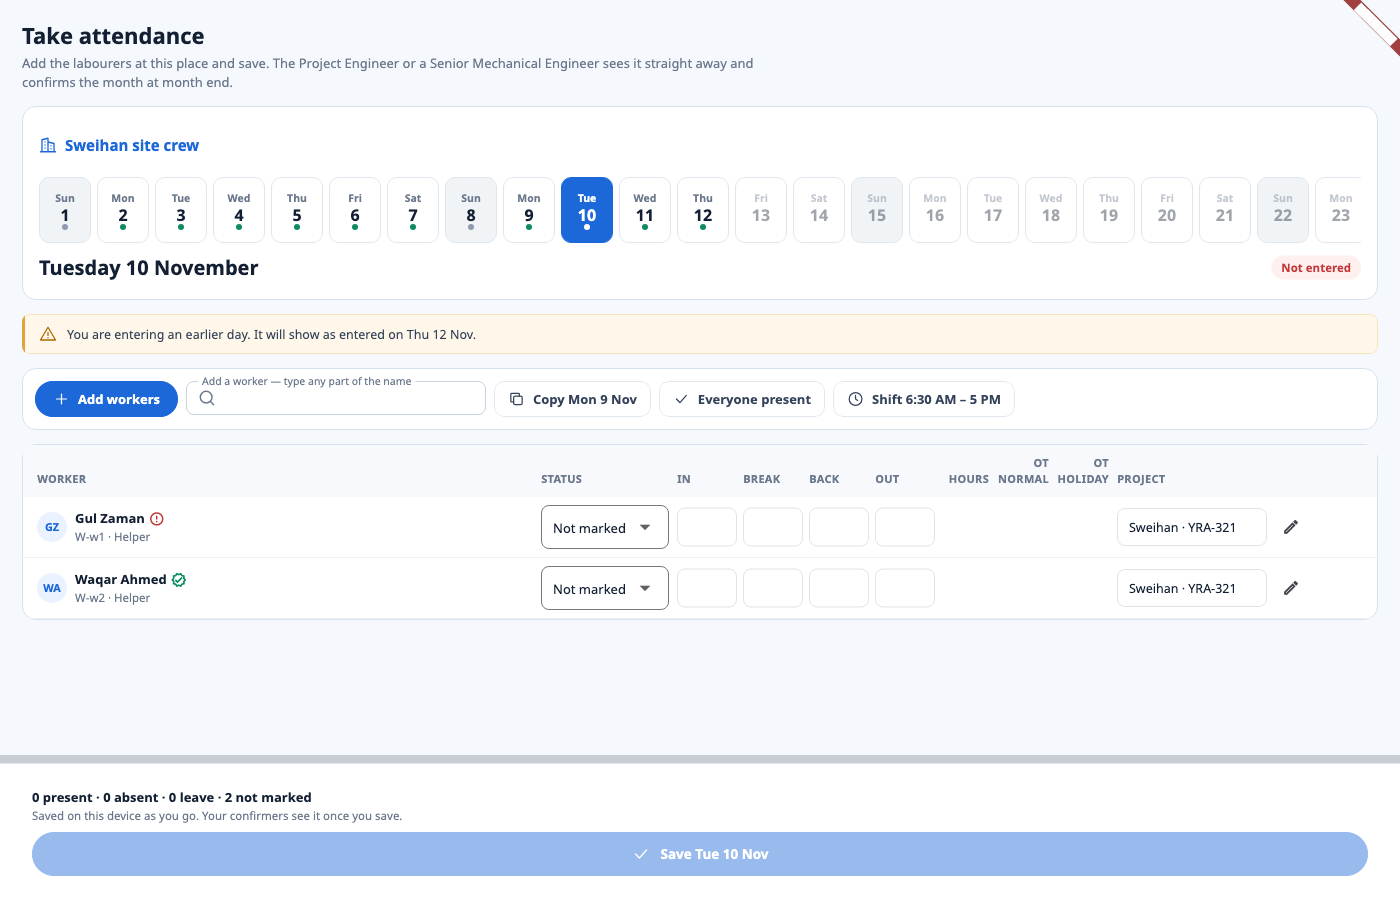 Take attendance
Add the labourers at this place and save. The Project Engineer or a Senior Mechanical Engineer sees it straight away and
confirms the month at month end.
Sweihan site crew
Sun Mon Tue Wed Thu Fri Sat Sun Mon Tue Wed Thu Fri Sat Sun Mon Tue Wed Thu Fri Sat Sun Mon
1 2 3 4 5 6 7 8 9 10 11 12 13 14 15 16 17 18 19 20 21 22 23
Tuesday 10 November
Not entered
You are entering an earlier day. It will show as entered on Thu 12 Nov.
Add a worker — type any part of the name
Add workers
Copy Mon 9 Nov
Everyone present
Shift 6:30 AM – 5 PM
WORKER STATUS IN BREAK BACK OUT HOURS OT NORMAL OT HOLIDAY PROJECT
GZ Gul Zaman Not marked Sweihan · YRA-321
W-w1 · Helper
WA Waqar Ahmed Not marked Sweihan · YRA-321
W-w2 · Helper
0 present · 0 absent · 0 leave · 2 not marked
Saved on this device as you go. Your confirmers see it once you save.
Save Tue 10 Nov